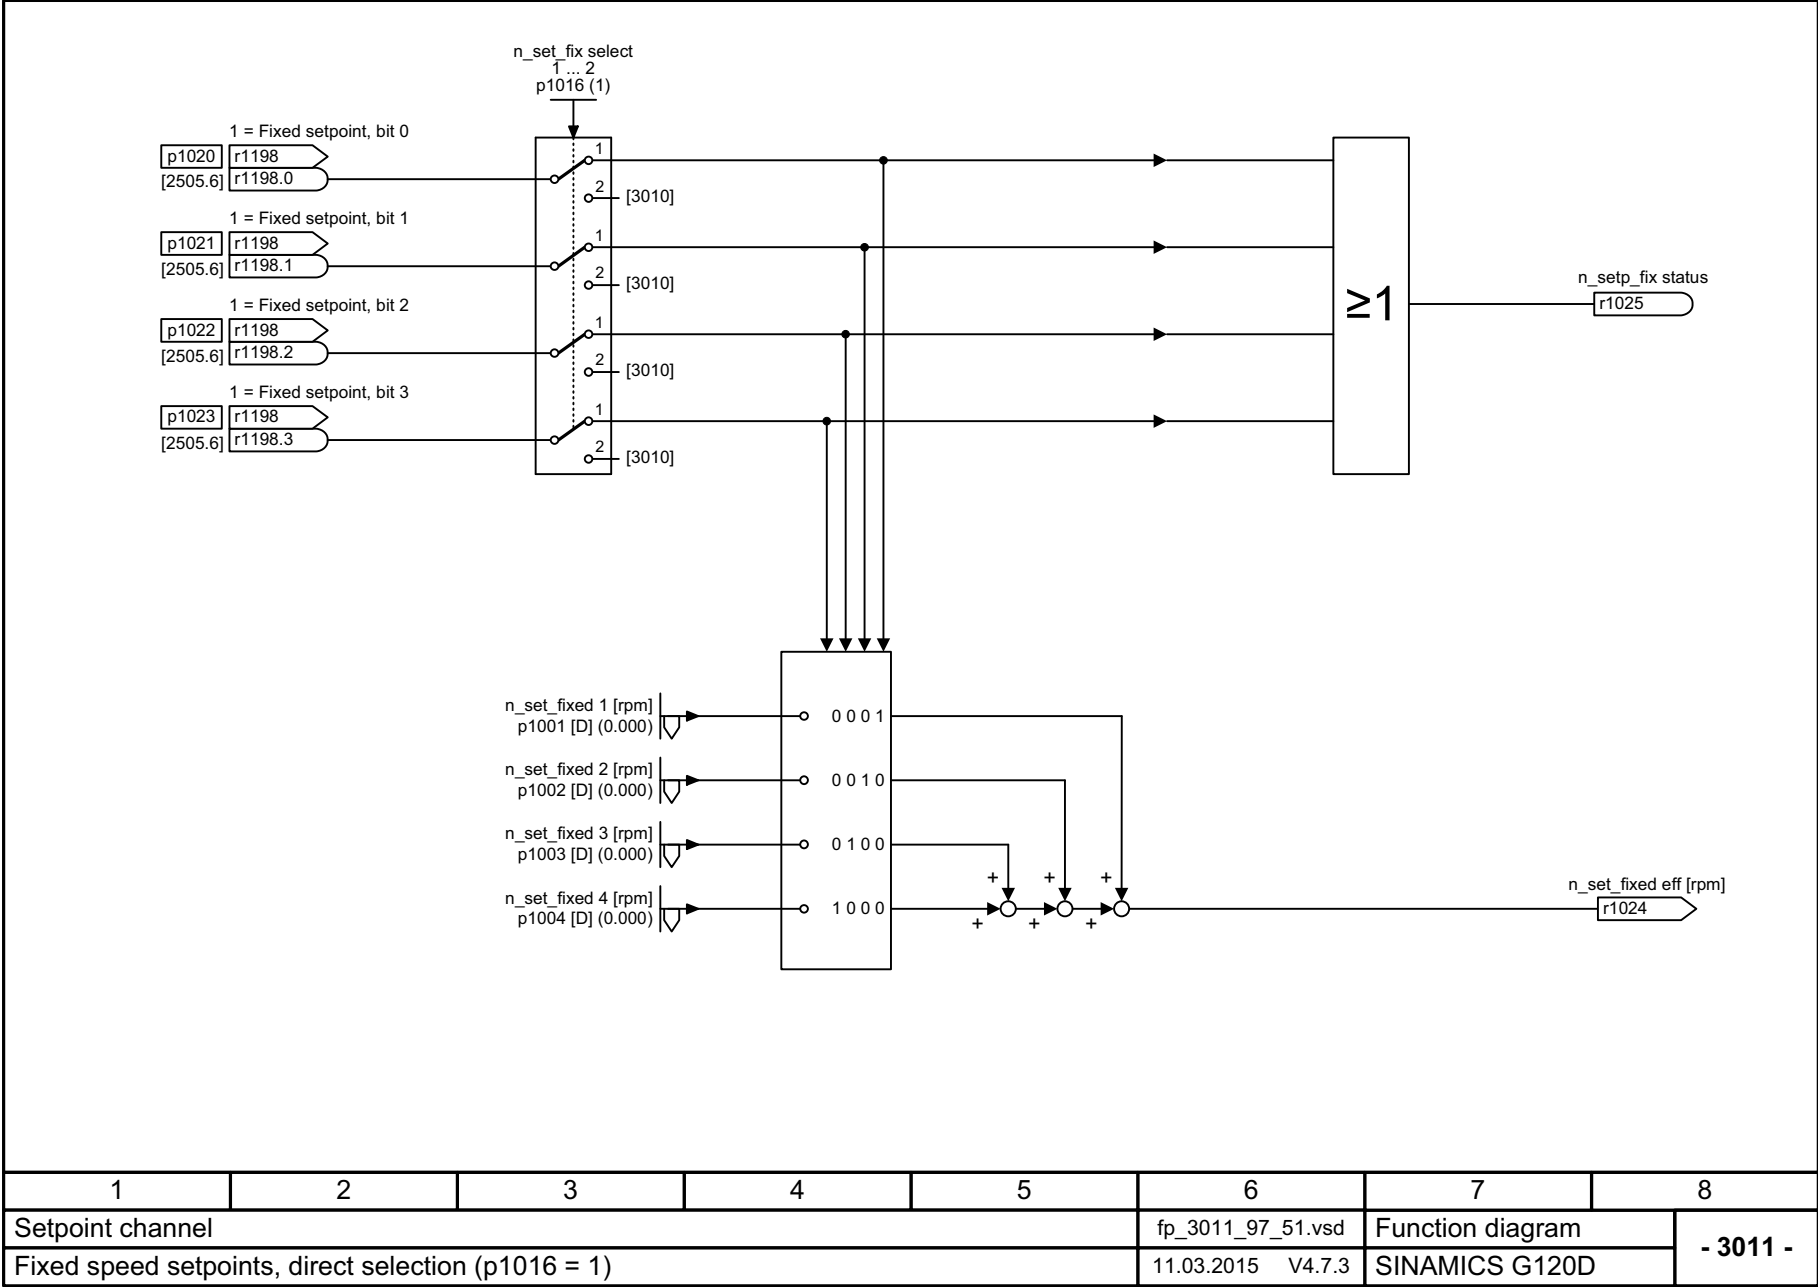 n_set_fix select
1 ... 2
p1016 (1)
1 = Fixed setpoint, bit 0
p1020 r1198
[2505.6] r1198.0
1
2 [3010]
1 = Fixed setpoint, bit 1
p1021 r1198
[2505.6] r1198.1
1
2 [3010]
1 = Fixed setpoint, bit 2
p1022 r1198
[2505.6] r1198.2
1
2 [3010]
1 = Fixed setpoint, bit 3
p1023 r1198
[2505.6] r1198.3
1
2 [3010]
≥1
n_setp_fix status
r1025
n_set_fixed 1 [rpm]
p1001 [D] (0.000)
0 0 0 1
n_set_fixed 2 [rpm]
p1002 [D] (0.000)
0 0 1 0
n_set_fixed 3 [rpm]
p1003 [D] (0.000)
0 1 0 0
n_set_fixed 4 [rpm]
p1004 [D] (0.000)
1 0 0 0
+ + +
+ + +
n_set_fixed eff [rpm]
r1024
1 2 3 4 5 6 7 8
Setpoint channel fp_3011_97_51.vsd Function diagram
- 3011 -
Fixed speed setpoints, direct selection (p1016 = 1) 11.03.2015 V4.7.3 SINAMICS G120D